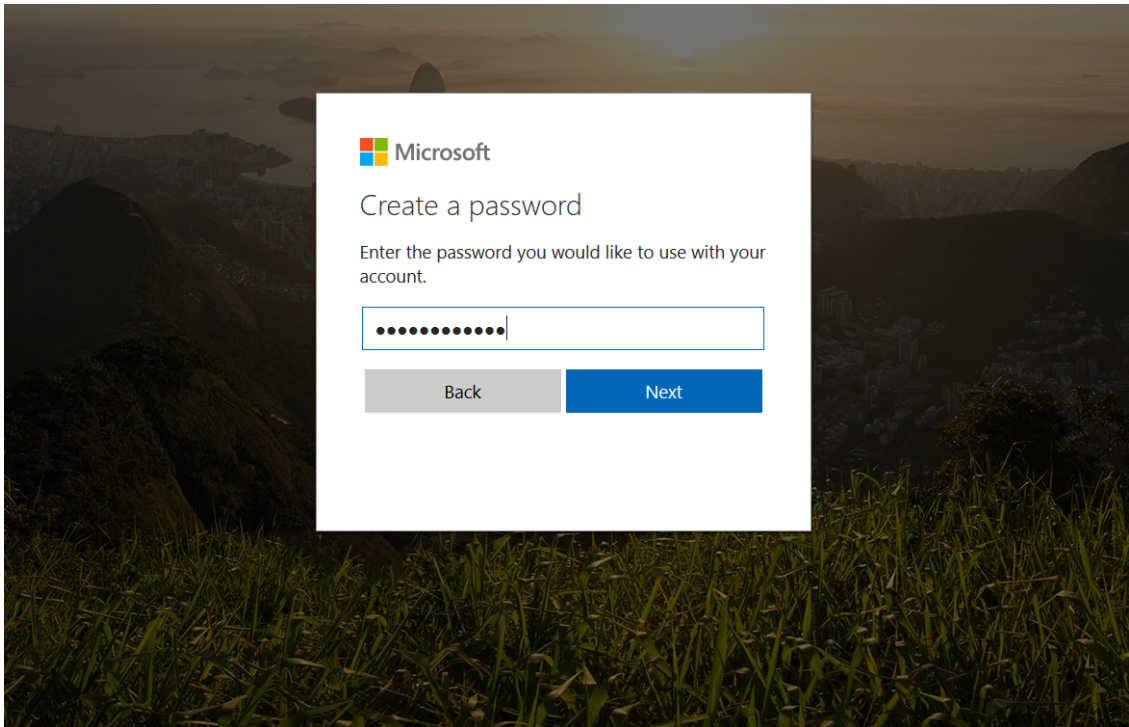 Microsoft
Create a password
Enter the password you would like to use with your
account.
●●●●●●●●●●●●
Back Next